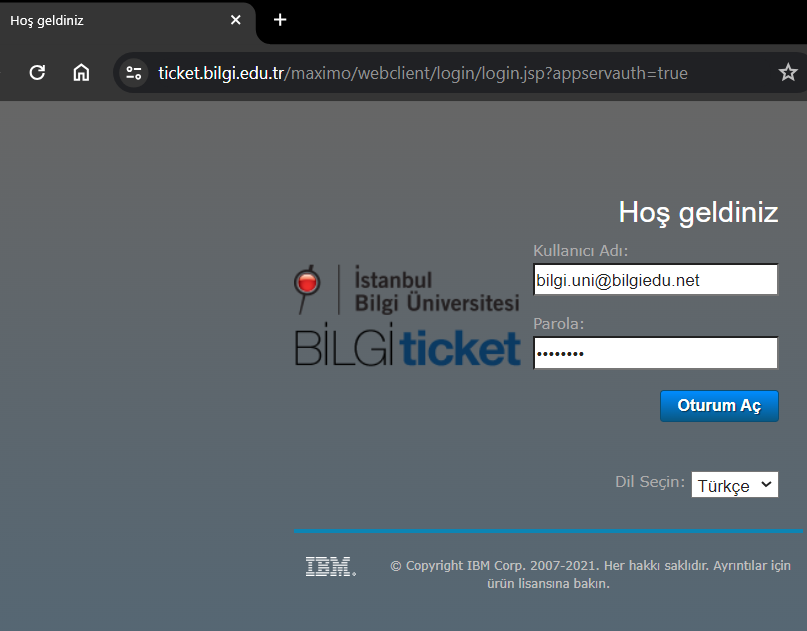 Hoş geldiniz
ticket.bilgi.edu.tr/maximo/webclient/login/login.jsp?appservauth=true
Hoş geldiniz
Kullanıcı Adı:
bilgi.uni@bilgiedu.net
İstanbul
Bilgi Üniversitesi
BİLGİticket
Parola:
••••••••
Oturum Aç
Dil Seçin: Türkçe
IBM.
© Copyright IBM Corp. 2007-2021. Her hakkı saklıdır. Ayrıntılar için
ürün lisansına bakın.